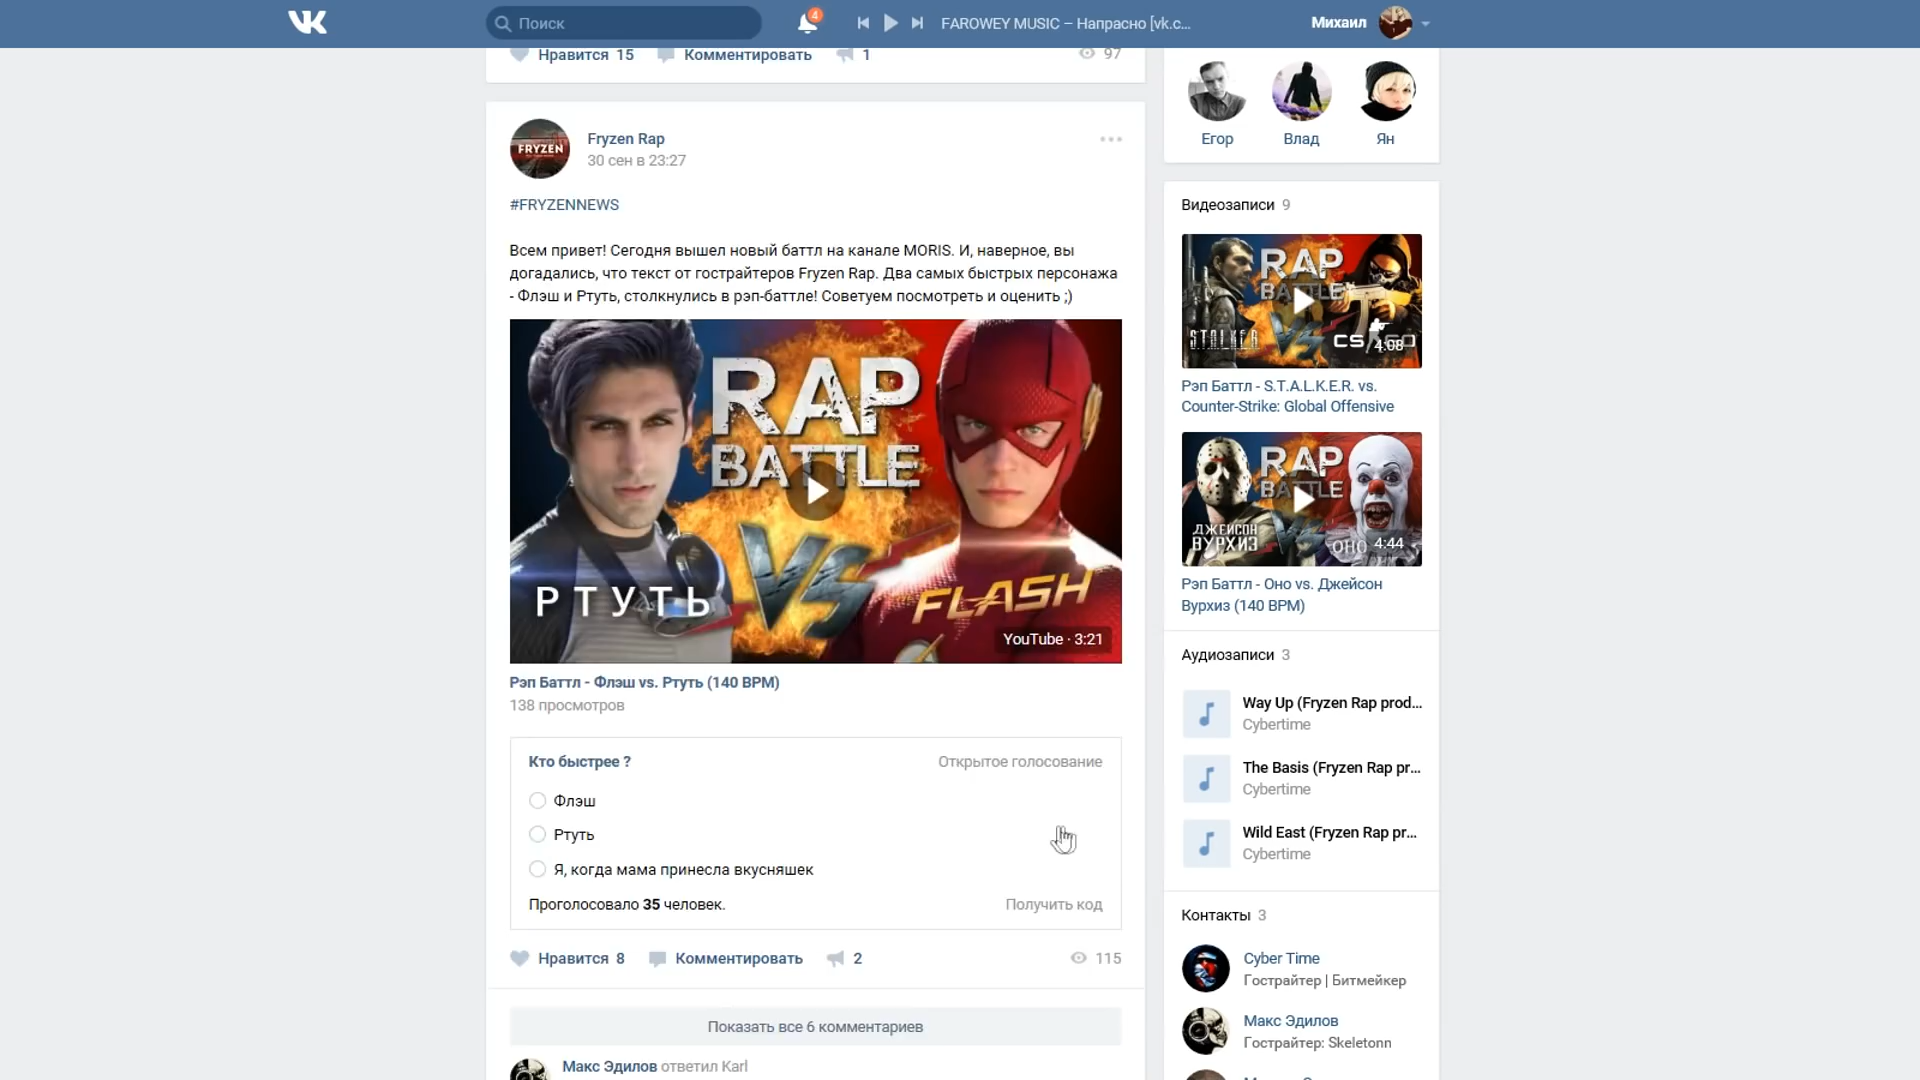 Поиск
4
FAROWEY MUSIC – Напрасно [vk.c...
Михаил
Нравится 15
Комментировать
1
97
Fryzen Rap
30 сен в 23:27
FRYZEN
#FRYZENNEWS
Всем привет! Сегодня вышел новый баттл на канале MORIS. И, наверное, вы
догадались, что текст от гострайтеров Fryzen Rap. Два самых быстрых персонажа
- Флэш и Ртуть, столкнулись в рэп-баттле! Советуем посмотреть и оценить ;)
RAP
BATTLE
VS
РТУТЬ
FLASH
YouTube · 3:21
Рэп Баттл - Флэш vs. Ртуть (140 BPM)
138 просмотров
Кто быстрее ?
Открытое голосование
Флэш
Ртуть
Я, когда мама принесла вкусняшек
Проголосовало 35 человек.
Получить код
Нравится 8
Комментировать
2
115
Показать все 6 комментариев
Макс Эдилов ответил Karl
Егор
Влад
Ян
Видеозаписи 9
RAP
BATTLE
S.T.A.L.K.E.R
VS
CS GO
4:08
Рэп Баттл - S.T.A.L.K.E.R. vs.
Counter-Strike: Global Offensive
RAP
BATTLE
ДЖЕЙСОН
ВУРХИЗ
VS
ОНО
4:44
Рэп Баттл - Оно vs. Джейсон
Вурхиз (140 BPM)
Аудиозаписи 3
Way Up (Fryzen Rap prod...
Cybertime
The Basis (Fryzen Rap pr...
Cybertime
Wild East (Fryzen Rap pr...
Cybertime
Контакты 3
Cyber Time
Гострайтер | Битмейкер
Макс Эдилов
Гострайтер: Skeletonn